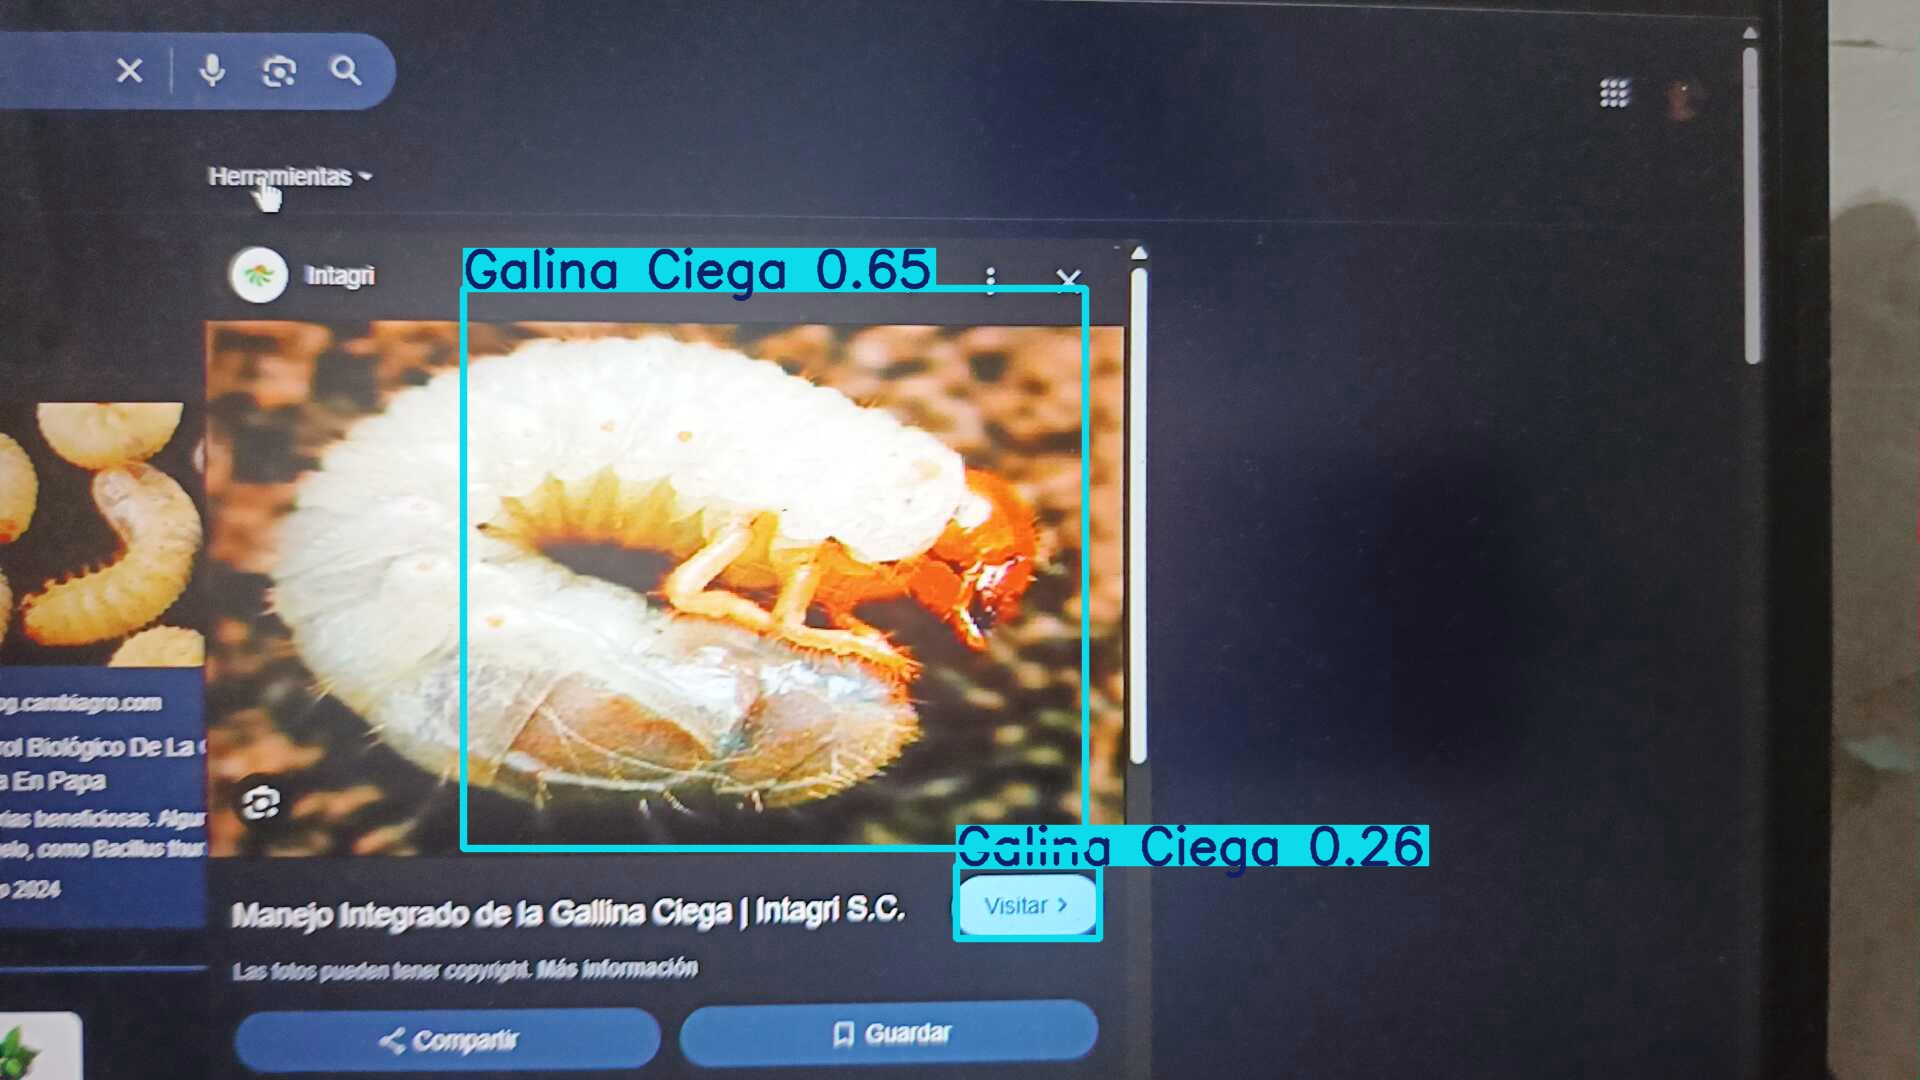 Herramientas
Intagri
Galina Ciega 0.65
og.cambiagro.com
rol Biológico De La
a En Papa
rias beneficiosas. Algun
elo, como Bacillus thur
o 2024
Galina Ciega 0.26
Manejo Integrado de la Gallina Ciega | Intagri S.C.
Visitar
Las fotos pueden tener copyright. Más información
Compartir
Guardar